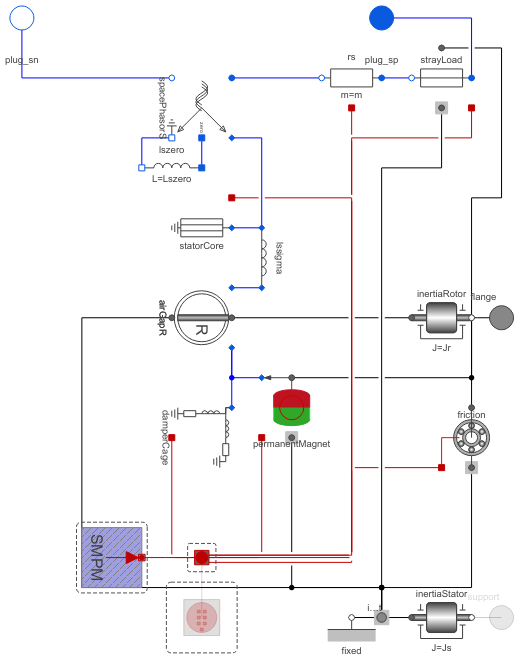 plug_sn
rs
plug_sp
strayLoad
m=m
spacePhasorS
zero
lszero
L=Lszero
statorCore
lssigma
airGapR
R
inertiaRotor
flange
J=Jr
damperCage
permanentMagnet
friction
SMPM
inertiaStator
support
i...t
fixed
J=Js